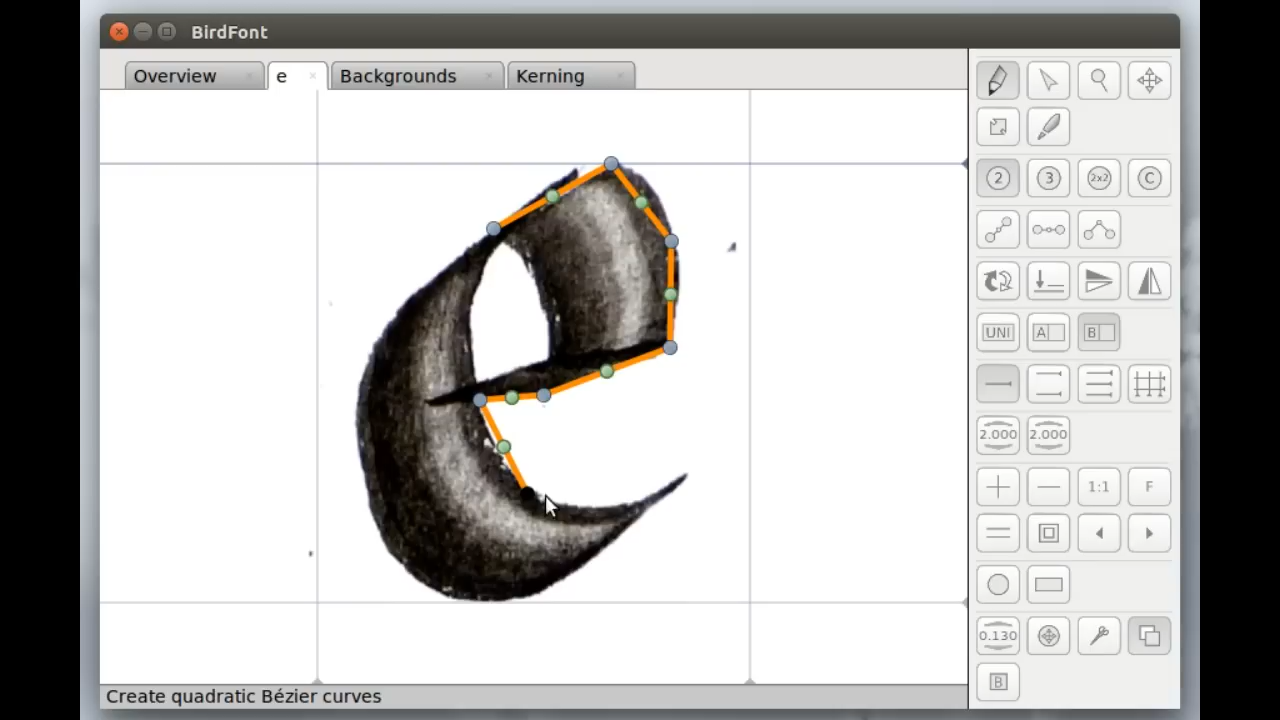 BirdFont
Overview e Backgrounds Kerning
2 3 2x2 C
UNI A B
2.000 2.000
1:1 F
0.130
B
e
Create quadratic Bézier curves